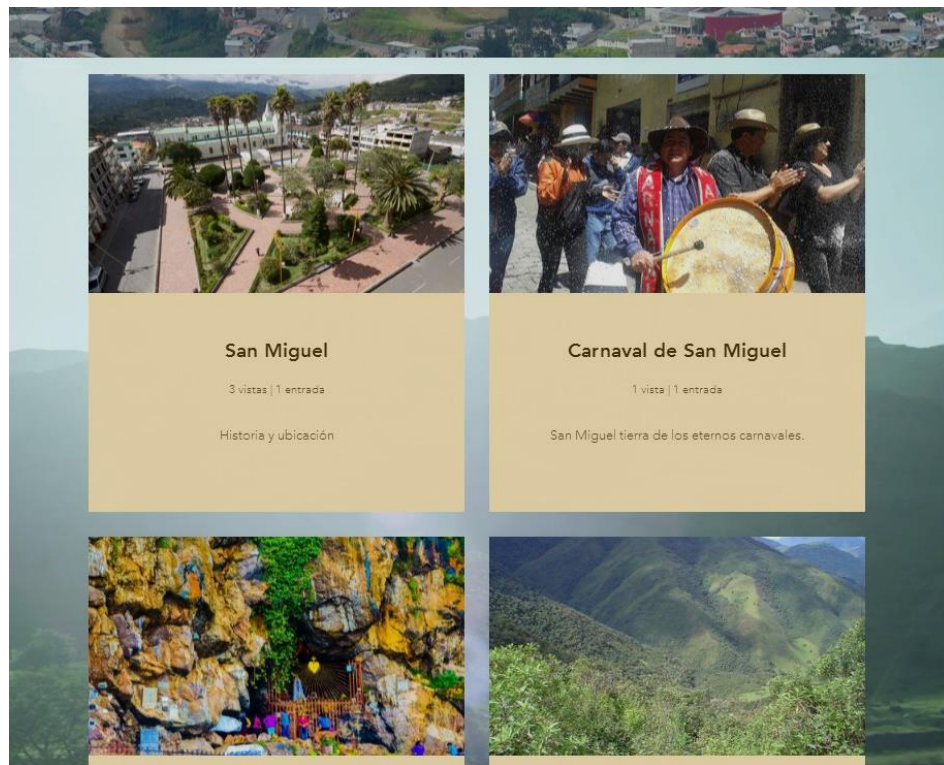 San Miguel
3 vistas | 1 entrada
Historia y ubicación
Carnaval de San Miguel
1 vista | 1 entrada
San Miguel tierra de los eternos carnavales.